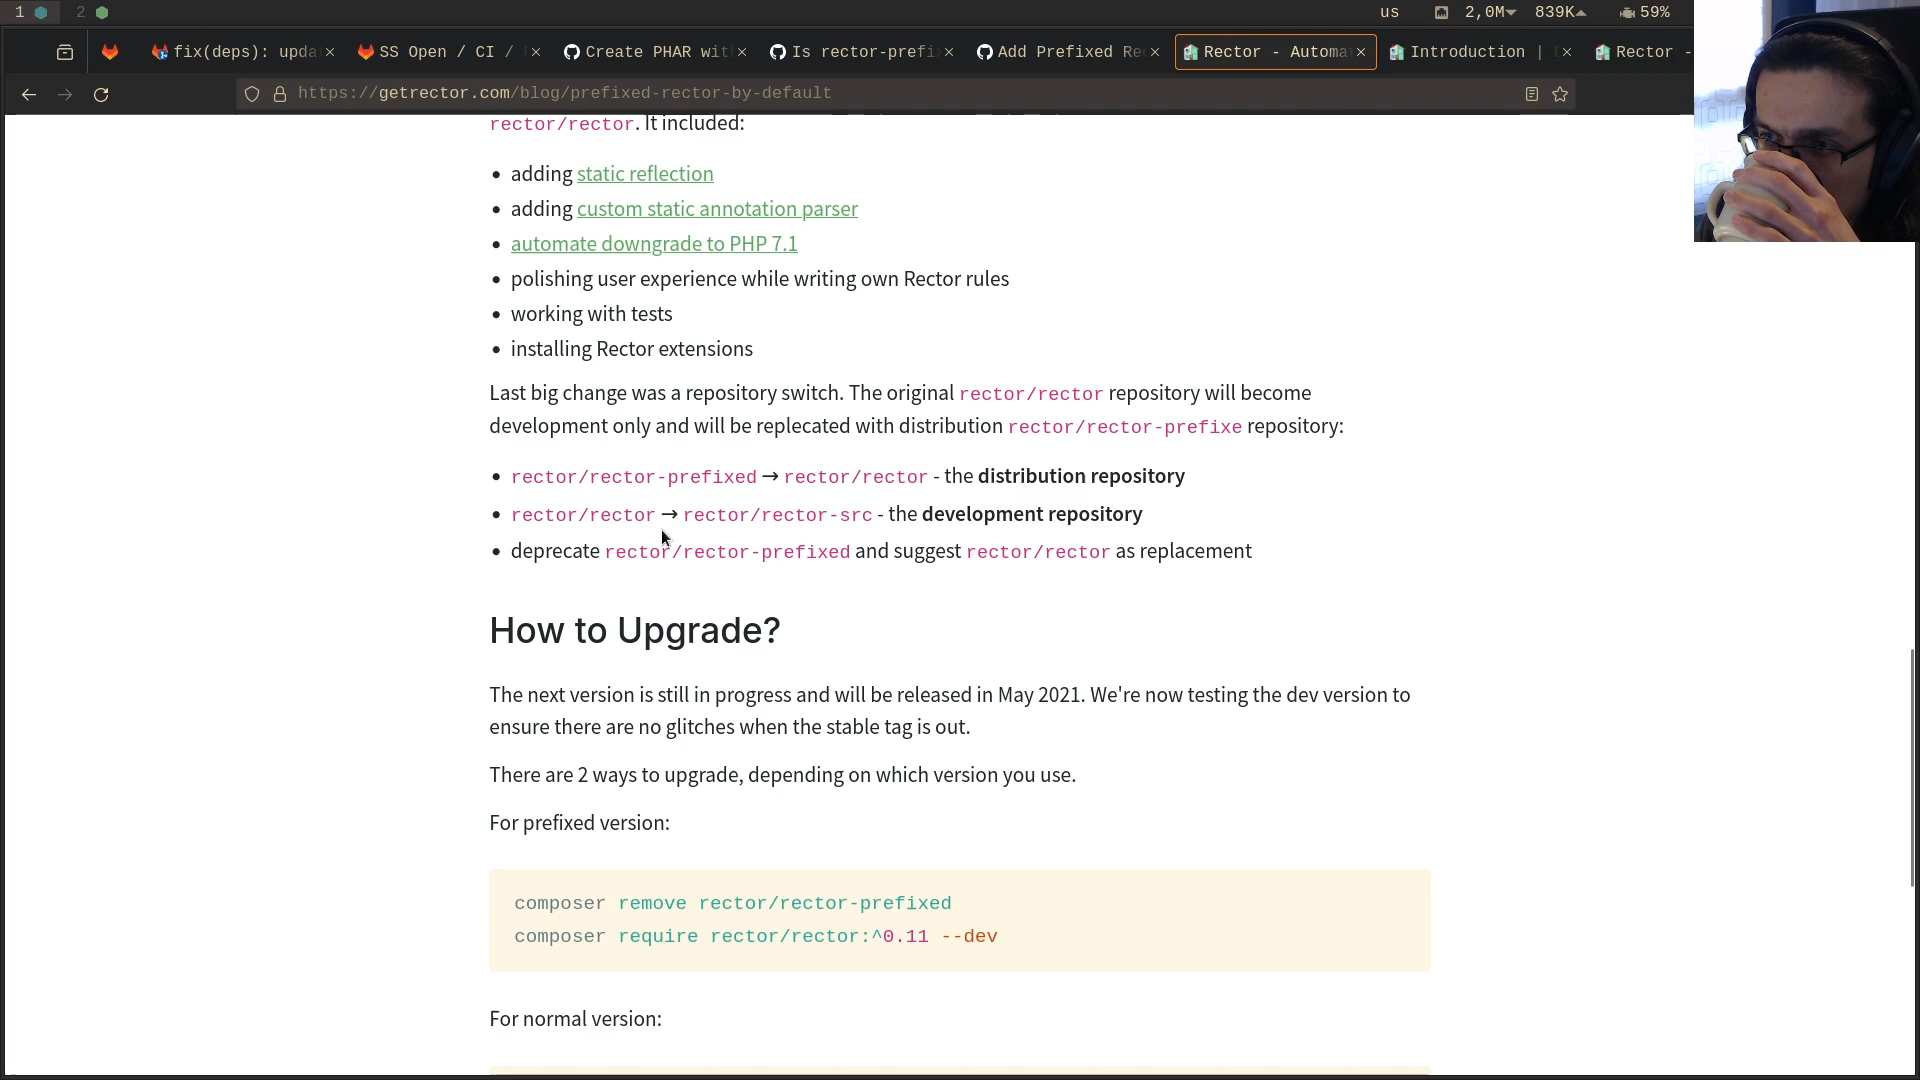 1 2 us 2,0M 839K 59%
fix(deps): upda SS Open / CI / Create PHAR wit Is rector-prefi Add Prefixed Re Rector - Automa Introduction | Rector -
https://getrector.com/blog/prefixed-rector-by-default
rector/rector. It included:
• adding static reflection
• adding custom static annotation parser
• automate downgrade to PHP 7.1
• polishing user experience while writing own Rector rules
• working with tests
• installing Rector extensions
Last big change was a repository switch. The original rector/rector repository will become
development only and will be replecated with distribution rector/rector-prefixe repository:
• rector/rector-prefixed → rector/rector - the distribution repository
• rector/rector → rector/rector-src - the development repository
• deprecate rector/rector-prefixed and suggest rector/rector as replacement
How to Upgrade?
The next version is still in progress and will be released in May 2021. We're now testing the dev version to
ensure there are no glitches when the stable tag is out.
There are 2 ways to upgrade, depending on which version you use.
For prefixed version:
composer remove rector/rector-prefixed
composer require rector/rector:^0.11 --dev
For normal version: